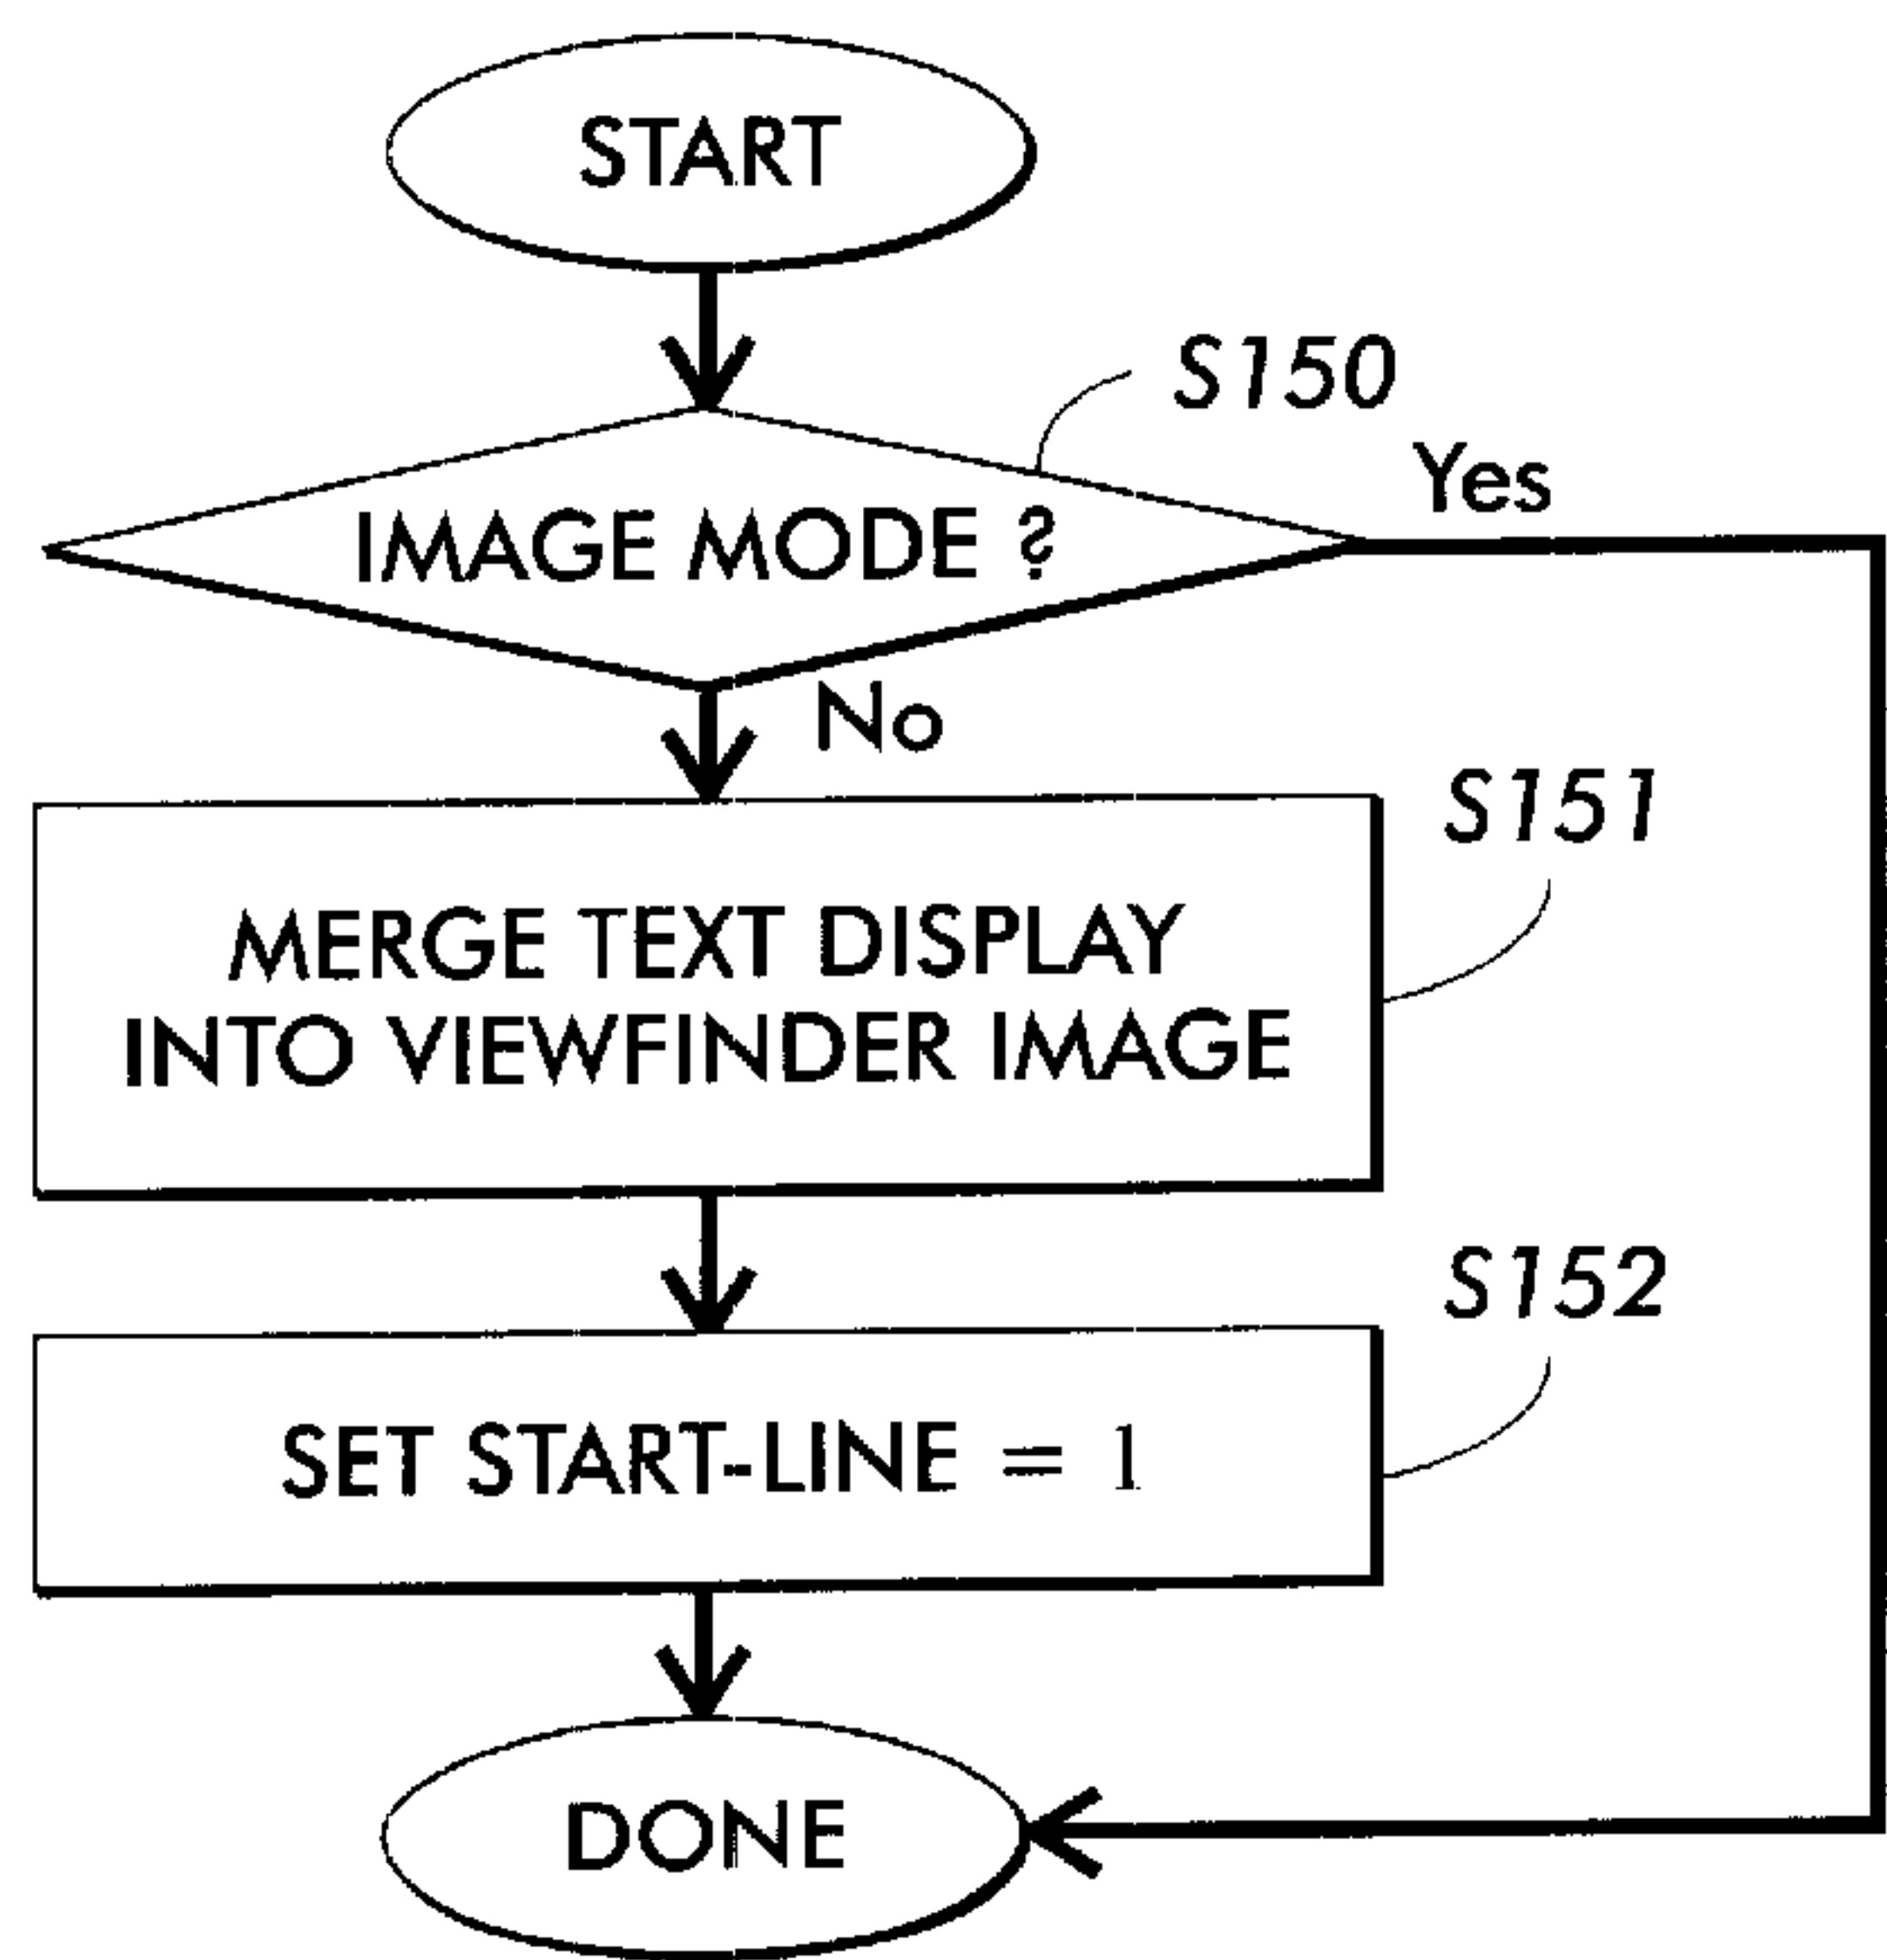 START
S150
Yes
IMAGE MODE ?
No
S151
MERGE TEXT DISPLAY
INTO VIEWFINDER IMAGE
S152
SET START-LINE = 1
DONE